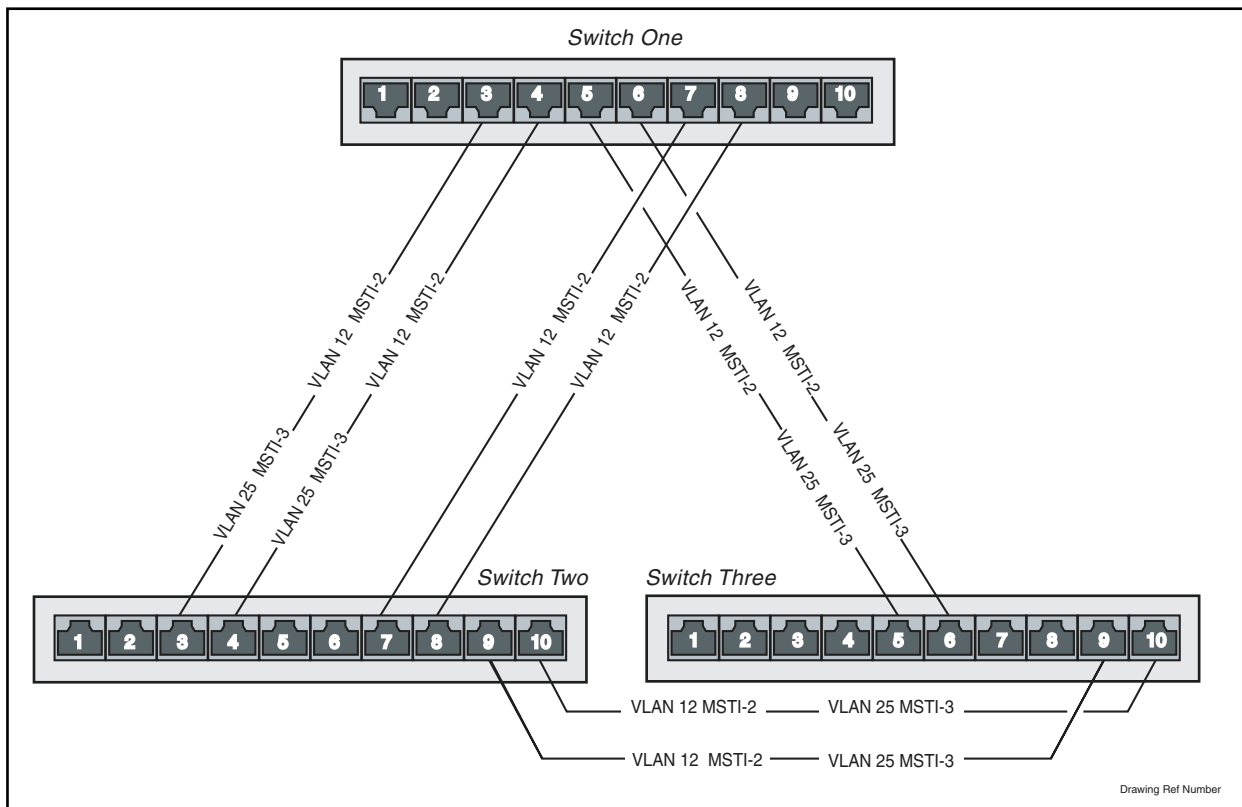 Switch One
1 2 3 4 5 6 7 8 9 10
VLAN 12 MSTI-2
VLAN 25 MSTI-3
VLAN 12 MSTI-2
VLAN 25 MSTI-3
VLAN 12 MSTI-2
VLAN 12 MSTI-2
VLAN 12 MSTI-2
VLAN 25 MSTI-3
VLAN 12 MSTI-2
VLAN 25 MSTI-3
Switch Two
1 2 3 4 5 6 7 8 9 10
Switch Three
1 2 3 4 5 6 7 8 9 10
VLAN 12 MSTI-2 VLAN 25 MSTI-3
VLAN 12 MSTI-2 VLAN 25 MSTI-3
Drawing Ref Number